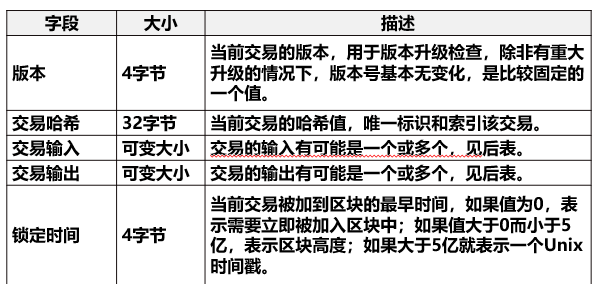 字段 大小 描述
当前交易的版本，用于版本升级检查，除非有重大
版本 4字节 升级的情况下，版本号基本无变化，是比较固定的
一个值。
交易哈希 32字节 当前交易的哈希值，唯一标识和索引该交易。
交易输入 可变大小 交易的输入有可能是一个或多个，见后表。
交易输出 可变大小 交易的输出有可能是一个或多个，见后表。
当前交易被加到区块的最早时间，如果值为0，表
示需要立即被加入区块中；如果值大于0而小于5
锁定时间 4字节 亿，表示区块高度；如果大于5亿就表示一个Unix
时间戳。